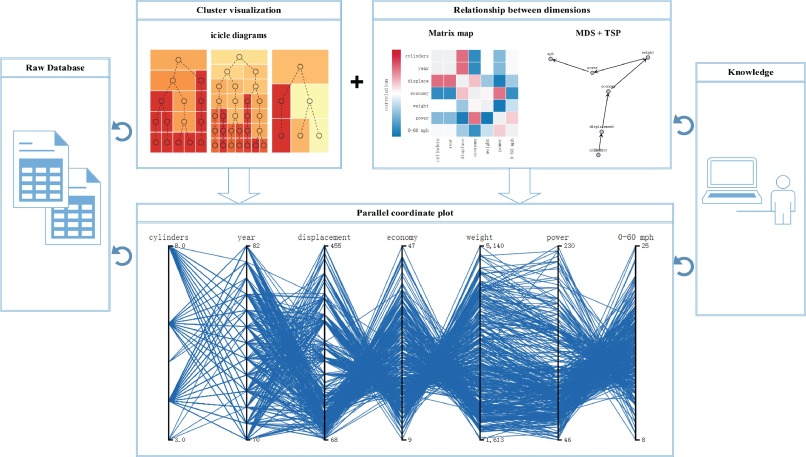 Cluster visualization
Relationship between dimensions
icicle diagrams
Matrix map
MDS + TSP
Raw Database
Knowledge
+
cylinders
year
displace
economy
weight
power
0-60 mph
correlation
cylinders
year
displace
economy
weight
power
0-60 mph
mph
power
weight
economy
displacement
cylinders
Parallel coordinate plot
cylinders
year
displacement
economy
weight
power
0-60 mph
8.0
82
455
47
5,140
230
25
3.0
70
68
9
1,613
46
8